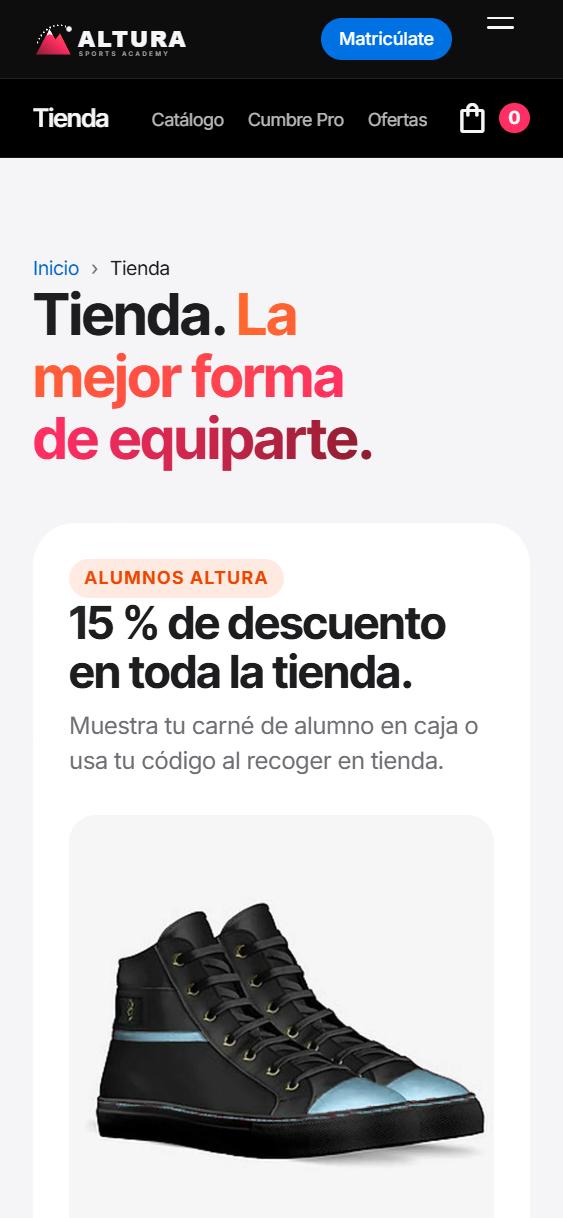 ALTURA
SPORTS ACADEMY
Matricúlate
Tienda Catálogo Cumbre Pro Ofertas 0
Inicio › Tienda
Tienda. La
mejor forma
de equiparte.
ALUMNOS ALTURA
15 % de descuento
en toda la tienda.
Muestra tu carné de alumno en caja o
usa tu código al recoger en tienda.